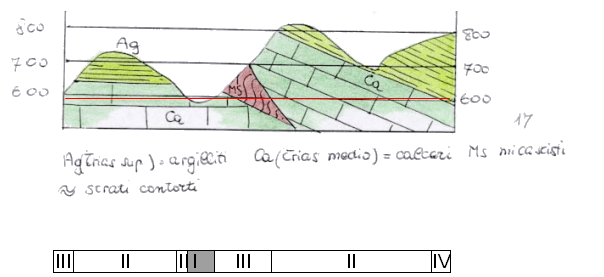 800
Ag
800
700
700
Ca
600
MS
600
Ca
17
Ag (trias sup) = argilliti Ca (trias medio) = calcari Ms micascisti
≈ strati contorti
III II III III II IV